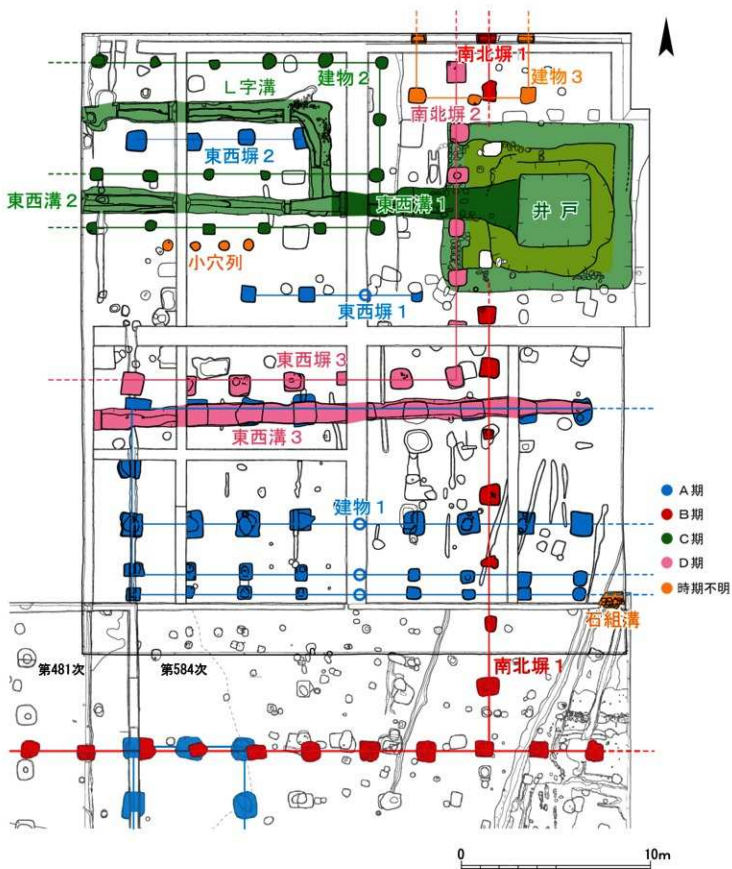 南北塀 1
建物 2
建物 3
L字溝
南北塀 2
東西塀 2
東西溝 2
東西溝 1
井戸
小穴列
東西塀 1
東西塀 3
東西溝 3
建物 1
A期
B期
C期
D期
時期不明
石組溝
第481次
第584次
南北塀 1
0
10m